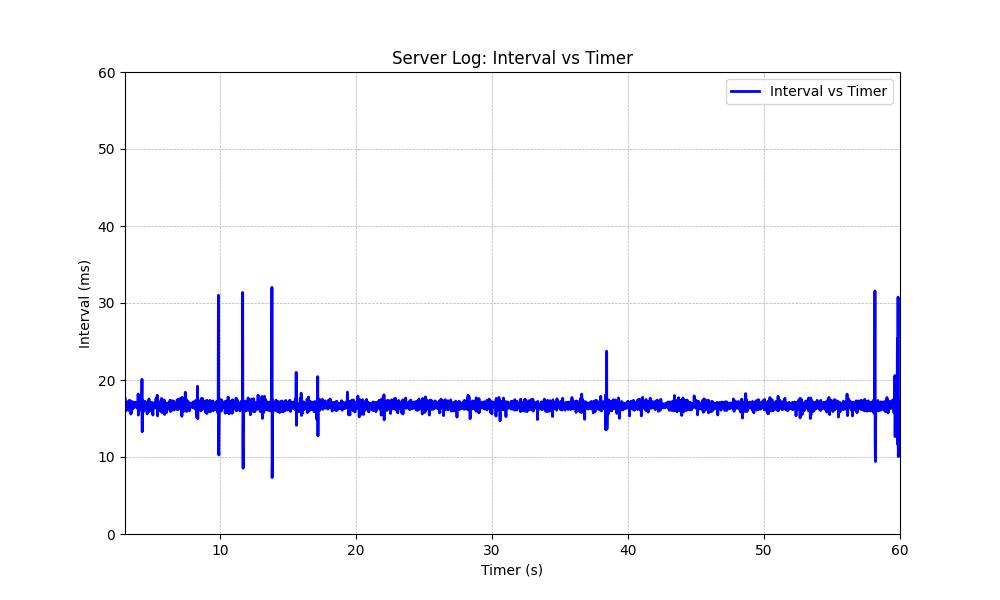 Server Log: Interval vs Timer
Interval vs Timer
60
50
40
30
20
10
0
Interval (ms)
10 20 30 40 50 60
Timer (s)